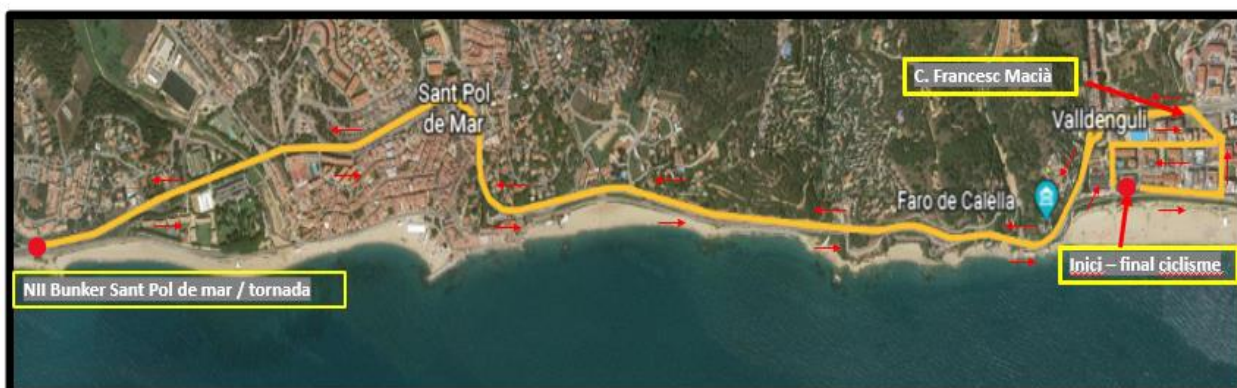 C. Francesc Macià
Sant Pol
de Mar
Valldenguli
Faro de Calella
Inici – final ciclisme
NII Bunker Sant Pol de mar / tornada